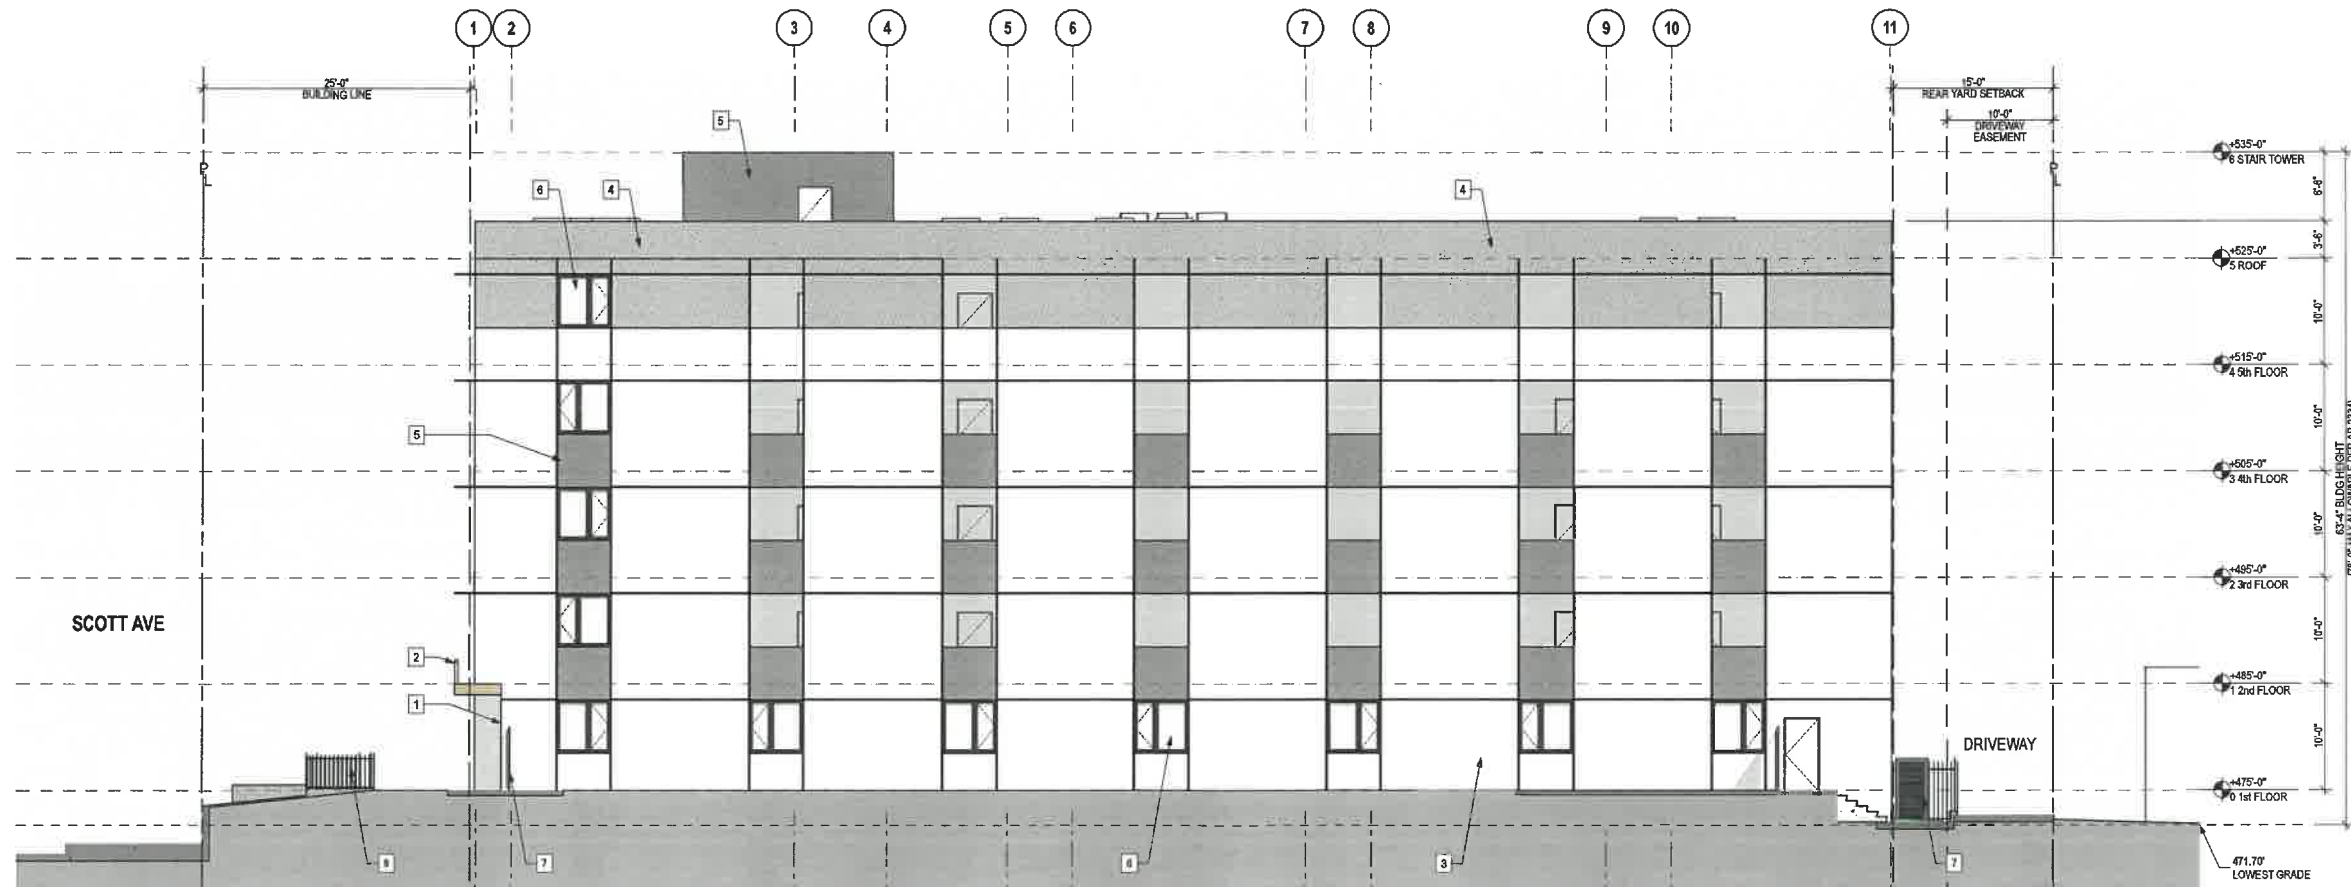 1 2 3 4 5 6 7 8 9 10 11
25'-0"
BUILDING LINE
15'-0"
REAR YARD SETBACK
10'-0"
DRIVEWAY
EASEMENT
PL
PL
5
6
4
4
5
2
1
SCOTT AVE
DRIVEWAY
+535'-0"
6 STAIR TOWER
+525'-0"
5 ROOF
+515'-0"
4 5th FLOOR
+505'-0"
3 4th FLOOR
+495'-0"
2 3rd FLOOR
+485'-0"
1 2nd FLOOR
+475'-0"
0 1st FLOOR
6'-6"
3'-6"
10'-0"
10'-0"
10'-0"
10'-0"
10'-0"
63'-4" BLDG HEIGHT
7
3
7
471.70'
LOWEST GRADE